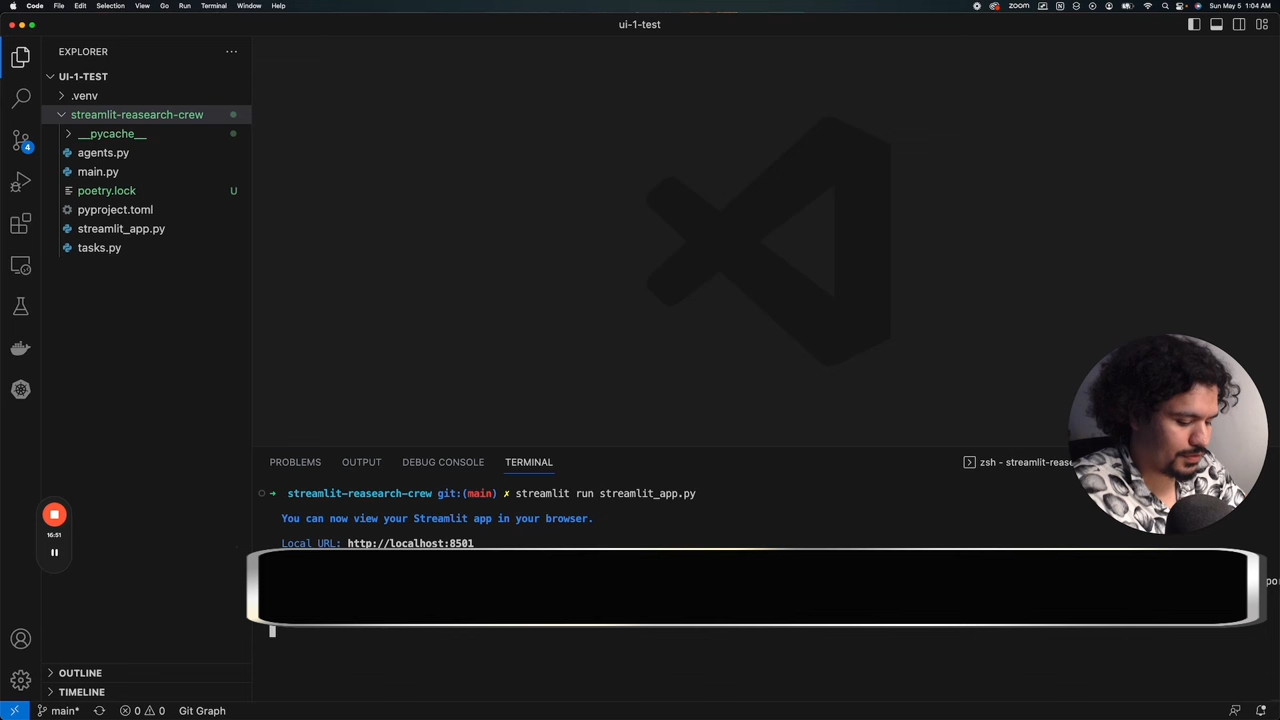 Code File Edit Selection View Go Run Terminal Window Help
zoom
Sun May 5 1:04 AM
ui-1-test
EXPLORER
UI-1-TEST
.venv
streamlit-reasearch-crew
__pycache__
agents.py
main.py
poetry.lock U
pyproject.toml
streamlit_app.py
tasks.py
4
PROBLEMS OUTPUT DEBUG CONSOLE TERMINAL
zsh - streamlit-reas
streamlit-reasearch-crew git:(main) ✗ streamlit run streamlit_app.py
You can now view your Streamlit app in your browser.
Local URL: http://localhost:8501
16:51
OUTLINE
TIMELINE
main* 0 0 Git Graph